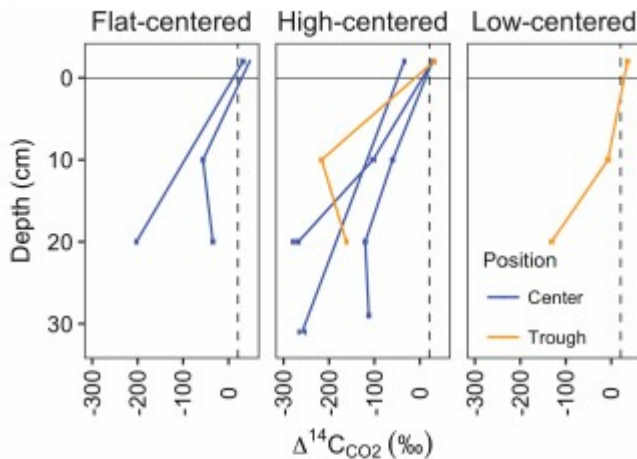 Flat-centered High-centered Low-centered
Depth (cm)
0
10
20
30
Position
Center
Trough
-300 -200 -100 0 -300 -200 -100 0 -300 -200 -100 0
Δ¹⁴C_CO2 (‰)